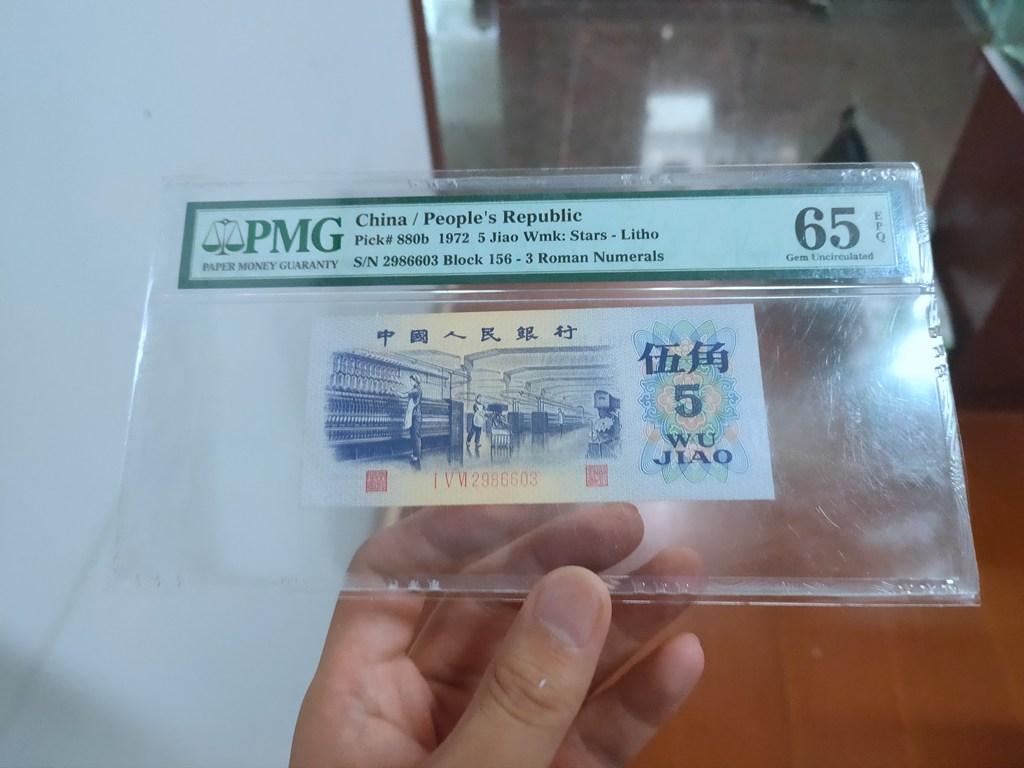 PMG
PAPER MONEY GUARANTY
China / People's Republic
Pick# 880b 1972 5 Jiao Wmk: Stars - Litho
S/N 2986603 Block 156 - 3 Roman Numerals
65 EPQ
Gem Uncirculated
中國人民銀行
伍角
5
WU
JIAO
I V VI 2986603